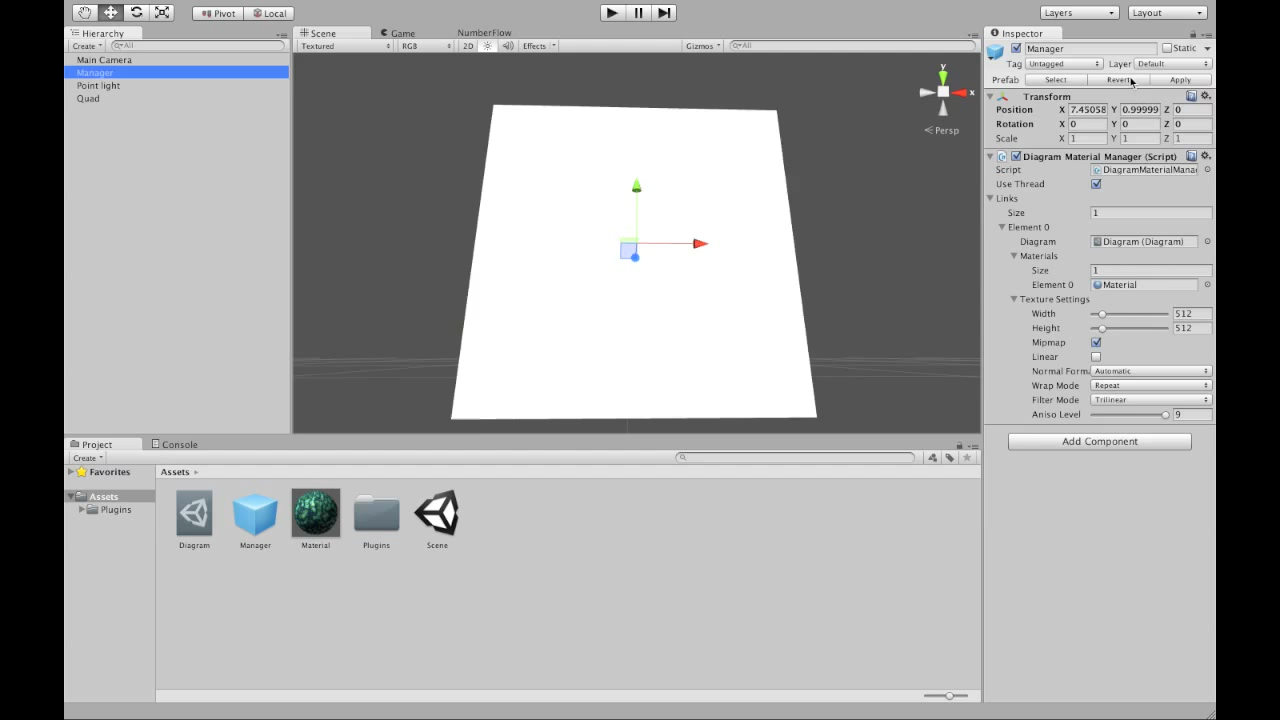 Pivot Local Layers Layout
Hierarchy
Create All
Main Camera
Manager
Point light
Quad
Scene Game NumberFlow
Textured RGB 2D Effects Gizmos All
y
x
Persp
Inspector
Manager Static
Tag Untagged Layer Default
Prefab Select Revert Apply
Transform
Position X 7.45058 Y 0.99999 Z 0
Rotation X 0 Y 0 Z 0
Scale X 1 Y 1 Z 1
Diagram Material Manager (Script)
Script DiagramMaterialMana
Use Thread
Links
Size 1
Element 0
Diagram Diagram (Diagram)
Materials
Size 1
Element 0 Material
Texture Settings
Width 512
Height 512
Mipmap
Linear
Normal Form Automatic
Wrap Mode Repeat
Filter Mode Trilinear
Aniso Level 9
Add Component
Project Console
Create
Favorites
Assets
Plugins
Assets
Diagram Manager Material Plugins Scene